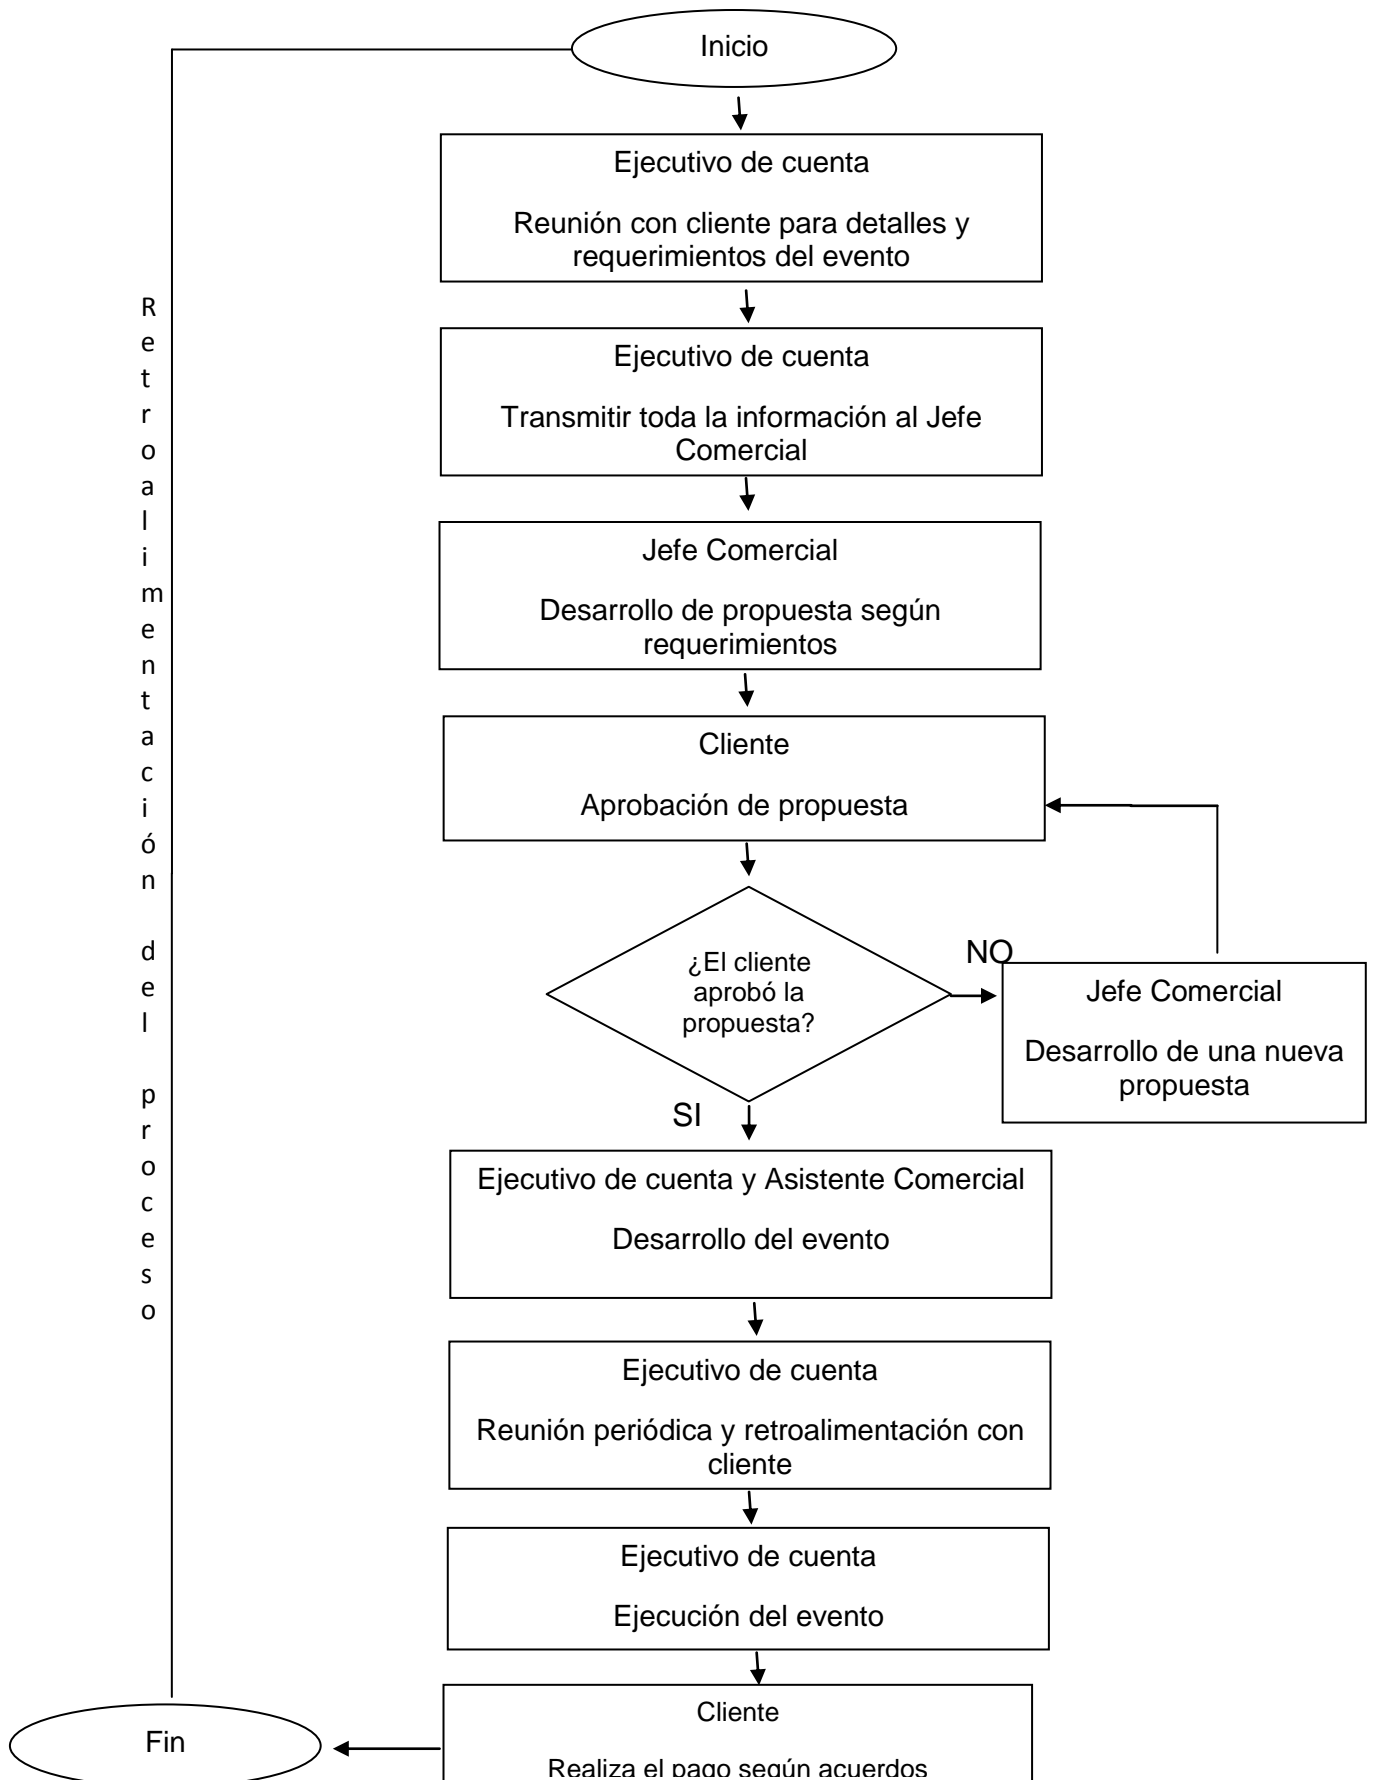 Inicio
Ejecutivo de cuenta
Reunión con cliente para detalles y
requerimientos del evento
Ejecutivo de cuenta
Transmitir toda la información al Jefe
Comercial
Jefe Comercial
Desarrollo de propuesta según
requerimientos
Cliente
Aprobación de propuesta
¿El cliente
aprobó la
propuesta?
NO
Jefe Comercial
Desarrollo de una nueva
propuesta
SI
Ejecutivo de cuenta y Asistente Comercial
Desarrollo del evento
Ejecutivo de cuenta
Reunión periódica y retroalimentación con
cliente
Ejecutivo de cuenta
Ejecución del evento
Cliente
Realiza el pago según acuerdos
Fin
Retroalimentación del proceso